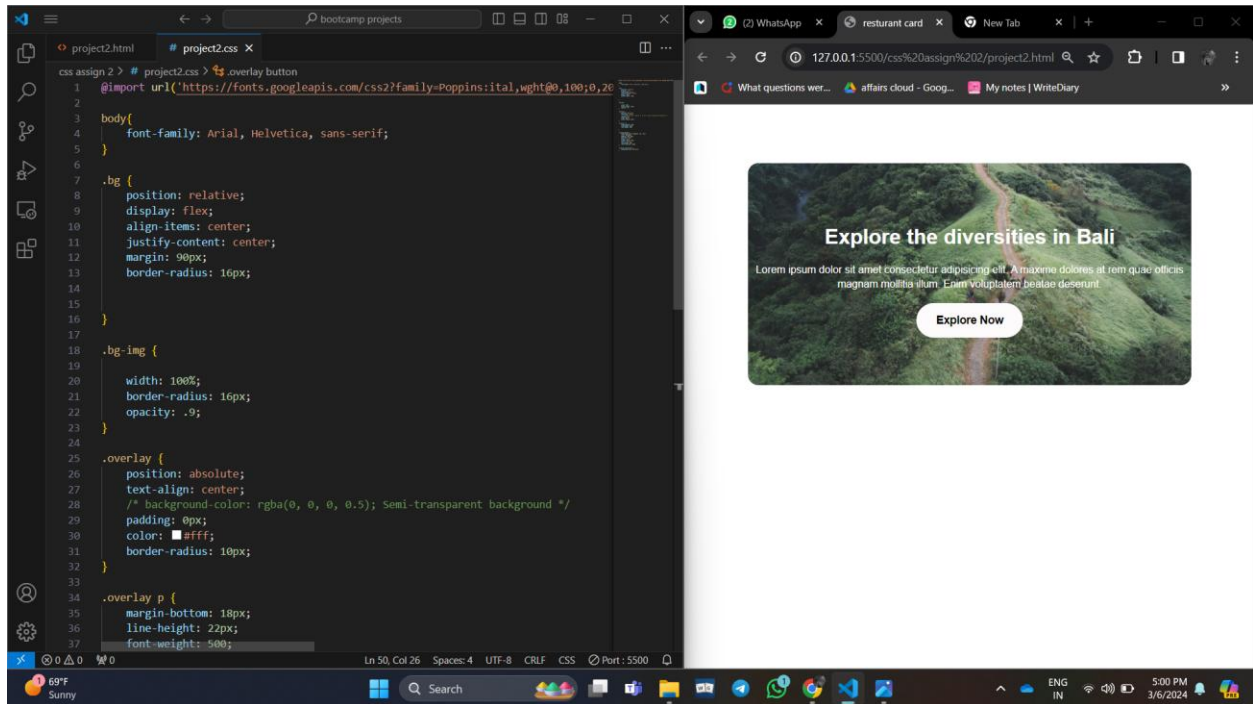 bootcamp projects
project2.html
# project2.css
css assign 2 > # project2.css > .overlay button
1 @import url('https://fonts.googleapis.com/css2?family=Poppins:ital,wght@0,100;0,20
2
3 body{
4 font-family: Arial, Helvetica, sans-serif;
5 }
6
7 .bg {
8 position: relative;
9 display: flex;
10 align-items: center;
11 justify-content: center;
12 margin: 90px;
13 border-radius: 16px;
14
15
16 }
17
18 .bg-img {
19
20 width: 100%;
21 border-radius: 16px;
22 opacity: .9;
23 }
24
25 .overlay {
26 position: absolute;
27 text-align: center;
28 /* background-color: rgba(0, 0, 0, 0.5); Semi-transparent background */
29 padding: 0px;
30 color: #fff;
31 border-radius: 10px;
32 }
33
34 .overlay p {
35 margin-bottom: 18px;
36 line-height: 22px;
37 font-weight: 500;
0 0 0 Ln 50, Col 26 Spaces: 4 UTF-8 CRLF CSS Port : 5500
2 (2) WhatsApp resturant card New Tab
127.0.0.1:5500/css%20assign%202/project2.html
What questions wer... affairs cloud - Goog... My notes | WriteDiary »
Explore the diversities in Bali
Lorem ipsum dolor sit amet consectetur adipisicing elit. A maxime dolores at rem quae officiis
magnam mollitia illum. Enim voluptatem beatae deserunt.
Explore Now
1 69°F
Sunny
Search
ENG
IN
5:00 PM
3/6/2024
PRE